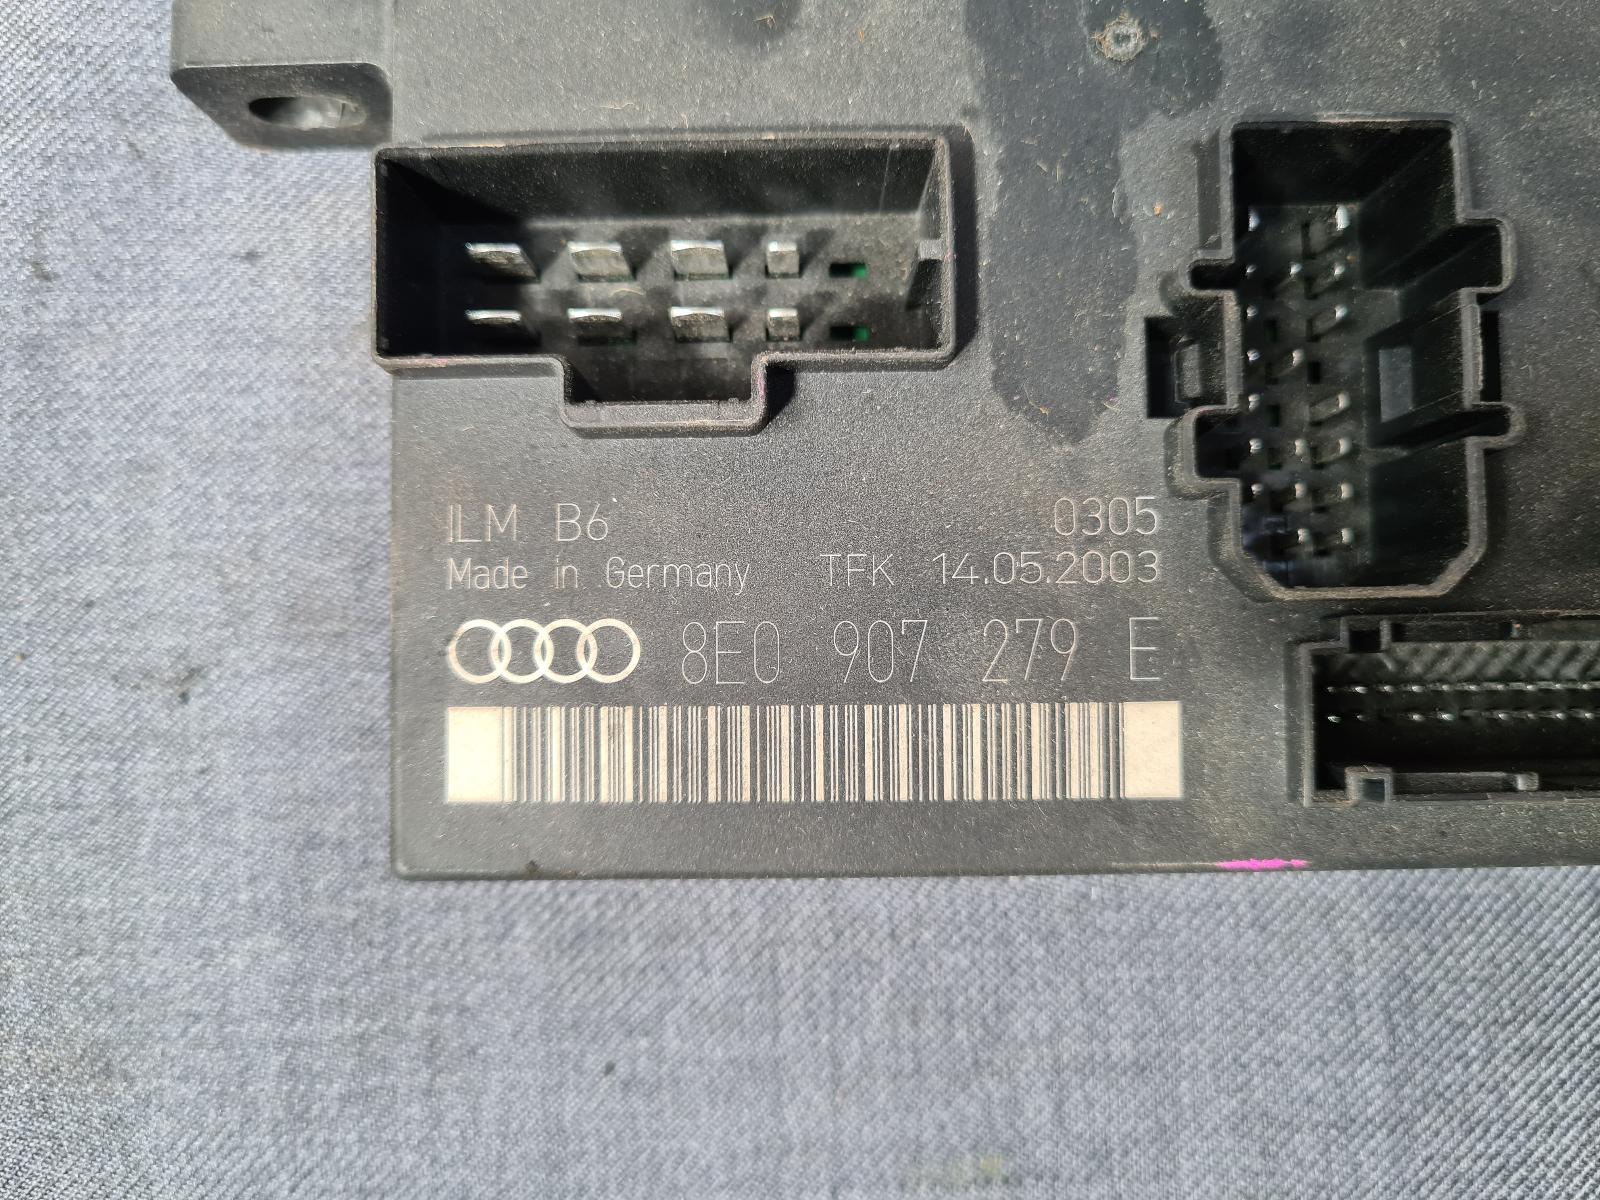 ILM B6 0305
Made in Germany TFK 14.05.2003
8E0 907 279 E